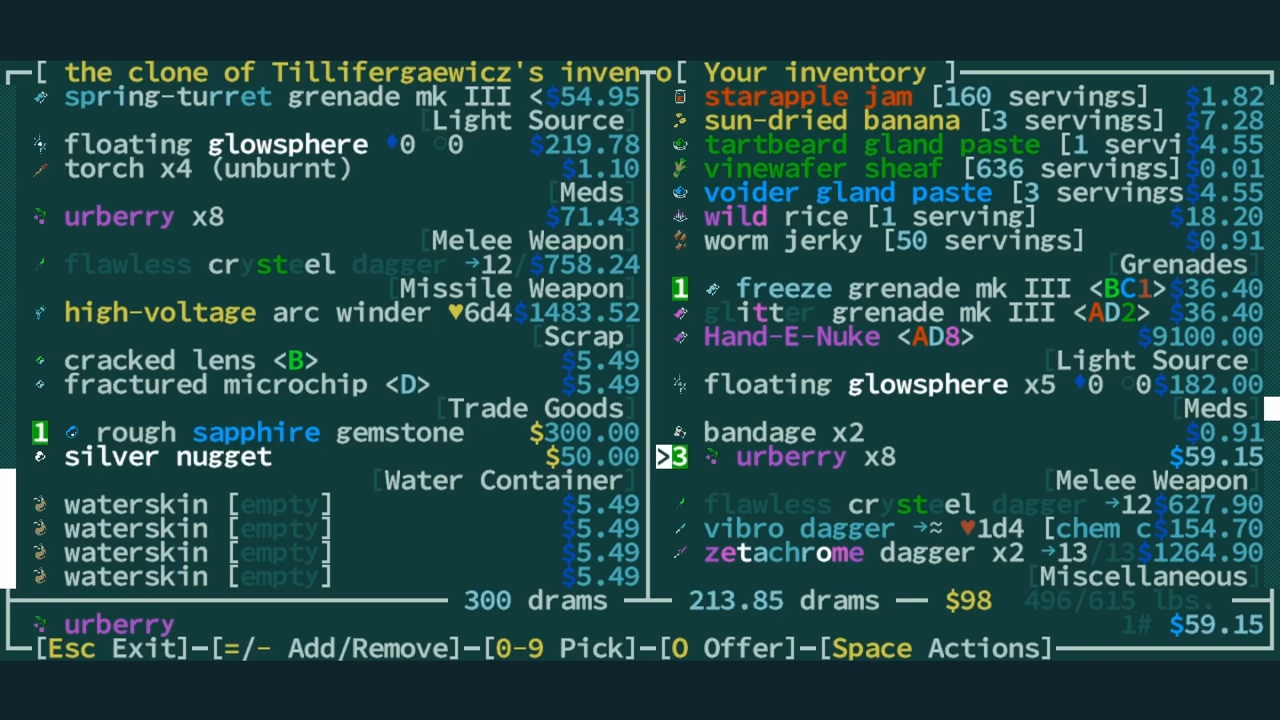 [ the clone of Tillifergaewicz's inven
spring-turret grenade mk III <$54.95
[Light Source]
floating glowsphere ♦0 ○0 $219.78
torch x4 (unburnt) $1.10
[Meds]
urberry x8 $71.43
[Melee Weapon]
flawless crysteel dagger →12/$758.24
[Missile Weapon]
high-voltage arc winder ♥6d4$1483.52
[Scrap]
cracked lens <B> $5.49
fractured microchip <D> $5.49
[Trade Goods]
1 rough sapphire gemstone $300.00
silver nugget $50.00
[Water Container]
waterskin [empty] $5.49
waterskin [empty] $5.49
waterskin [empty] $5.49
waterskin [empty] $5.49
o[ Your inventory ]
starapple jam [160 servings] $1.82
sun-dried banana [3 servings] $7.28
tartbeard gland paste [1 servi$4.55
vinewafer sheaf [636 servings]$0.01
voider gland paste [3 servings$4.55
wild rice [1 serving] $18.20
worm jerky [50 servings] $0.91
[Grenades]
1 freeze grenade mk III <BC1>$36.40
glitter grenade mk III <AD2>$36.40
Hand-E-Nuke <AD8> $9100.00
[Light Source]
floating glowsphere x5 ♦0 ○0$182.00
[Meds]
bandage x2 $0.91
>3 urberry x8 $59.15
[Melee Weapon]
flawless crysteel dagger →12$627.90
vibro dagger →≈ ♥1d4 [chem c$154.70
zetachrome dagger x2 →13/13$1264.90
[Miscellaneous]
300 drams 213.85 drams $98 496/615 lbs.
urberry 1# $59.15
[Esc Exit]-[=/- Add/Remove]-[0-9 Pick]-[O Offer]-[Space Actions]